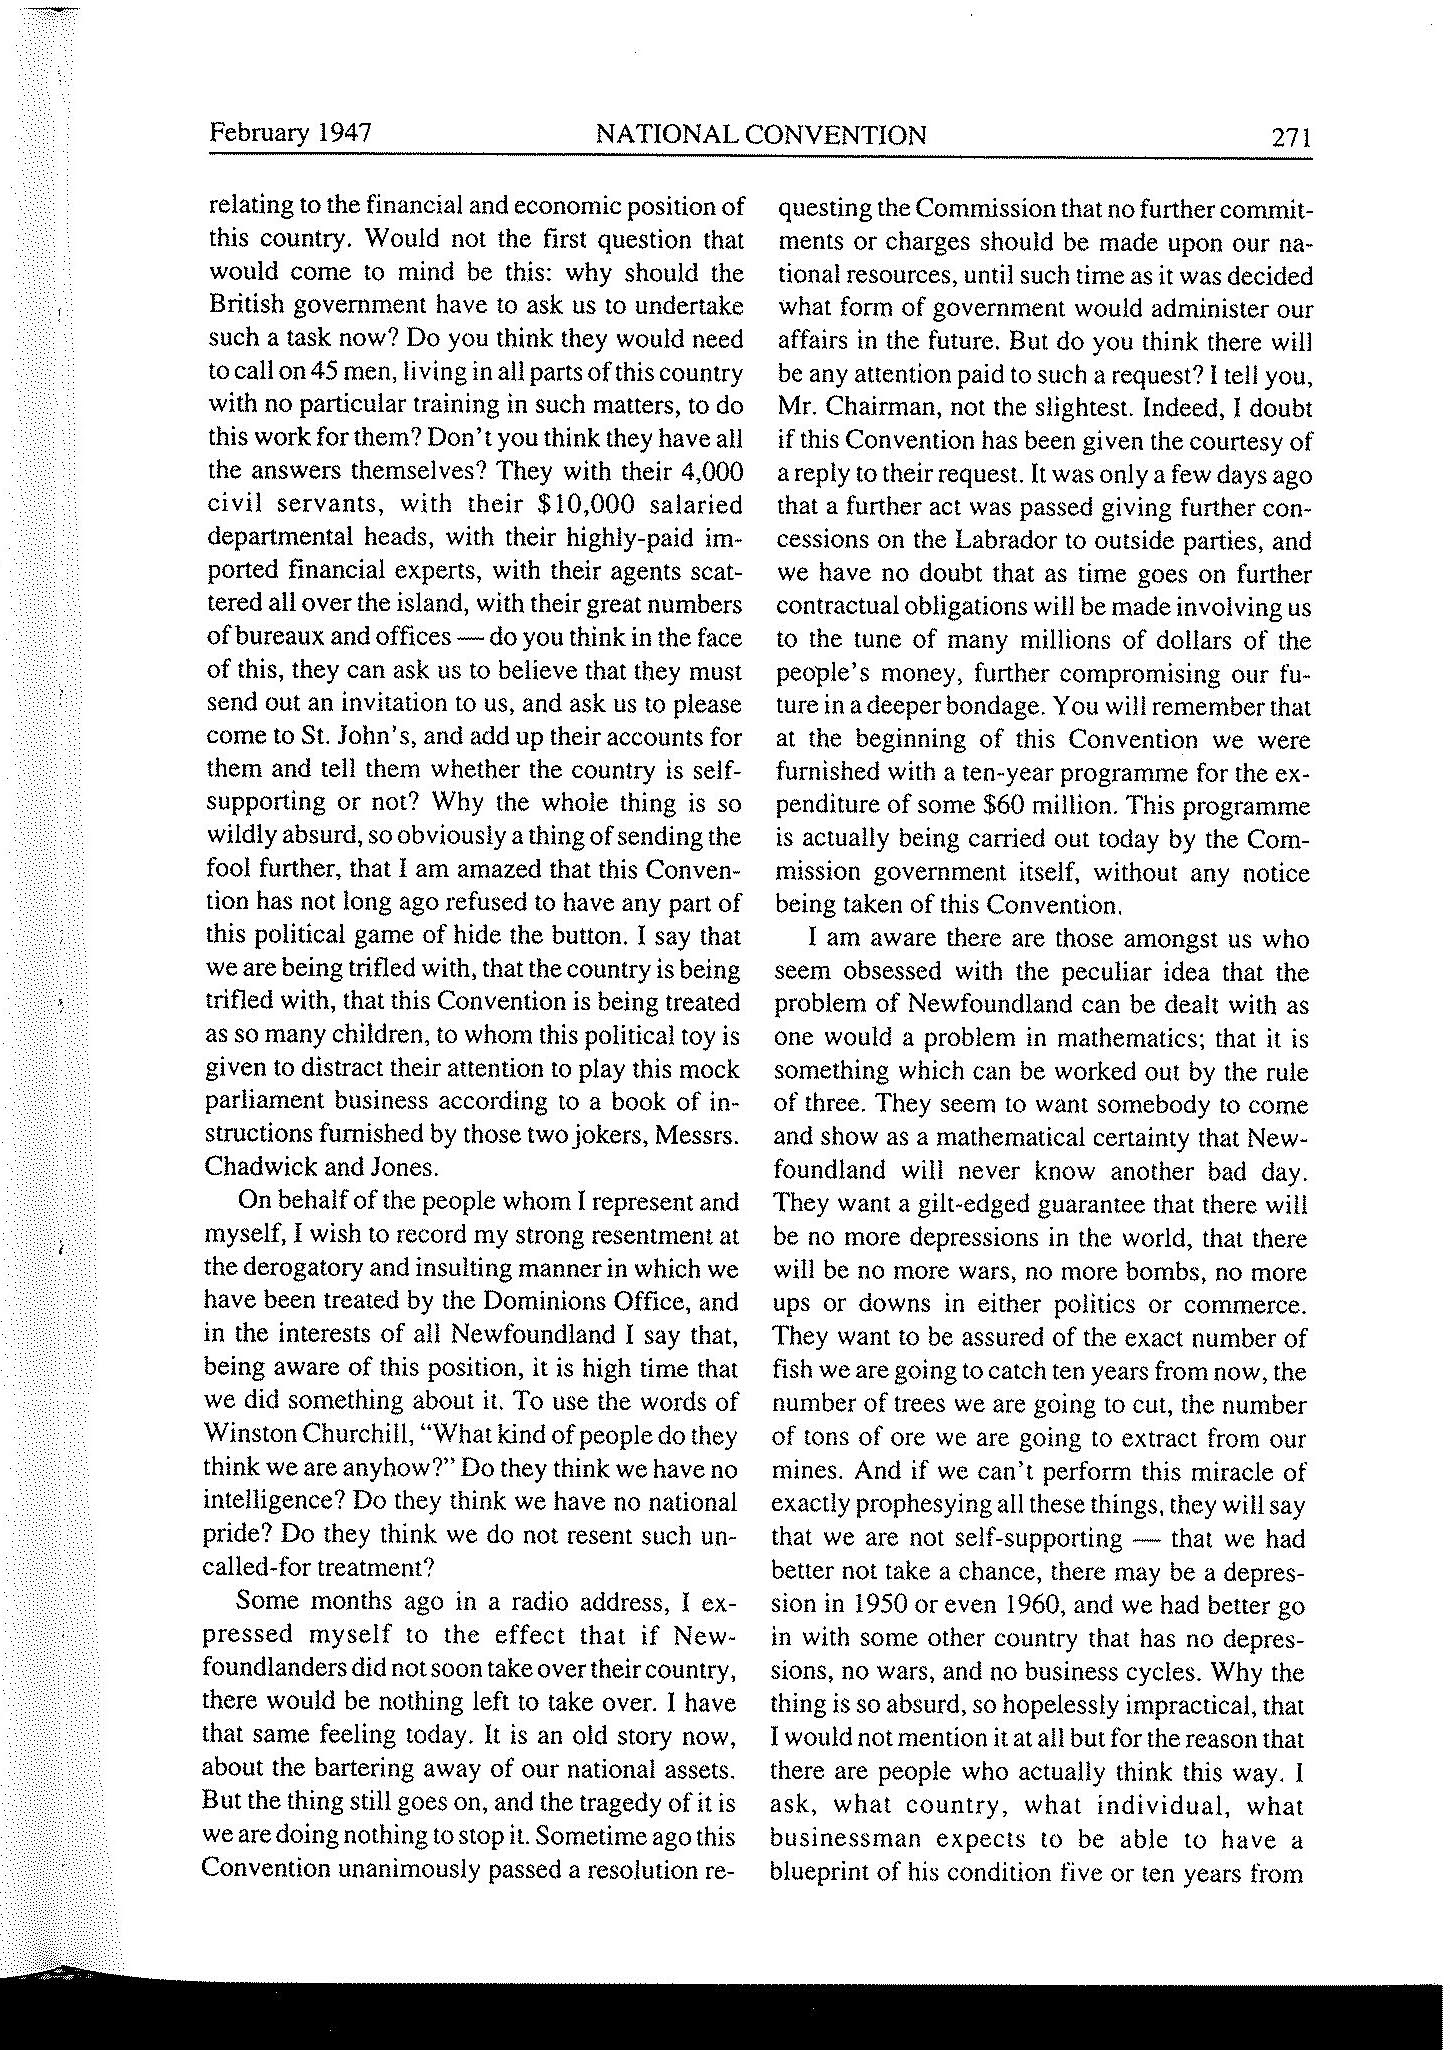 February 1947
NATIONAL CONVENTION
271
relating to the financial and economic position of
this country. Would not the first question that
would come to mind be this: why should the
British government have to ask us to undertake
such a task now? Do you think they would need
to call on 45 men, living in all parts of this country
with no particular training in such matters, to do
this work for them? Don't you think they have all
the answers themselves? They with their 4,000
civil servants, with their $10,000 salaried
departmental heads, with their highly-paid im-
ported financial experts, with their agents scat-
tered all over the island, with their great numbers
of bureaux and offices — do you think in the face
of this, they can ask us to believe that they must
send out an invitation to us, and ask us to please
come to St. John's, and add up their accounts for
them and tell them whether the country is self-
supporting or not? Why the whole thing is so
wildly absurd, so obviously a thing of sending the
fool further, that I am amazed that this Conven-
tion has not long ago refused to have any part of
this political game of hide the button. I say that
we are being trifled with, that the country is being
trifled with, that this Convention is being treated
as so many children, to whom this political toy is
given to distract their attention to play this mock
parliament business according to a book of in-
structions furnished by those two jokers, Messrs.
Chadwick and Jones.
On behalf of the people whom I represent and
myself, I wish to record my strong resentment at
the derogatory and insulting manner in which we
have been treated by the Dominions Office, and
in the interests of all Newfoundland I say that,
being aware of this position, it is high time that
we did something about it. To use the words of
Winston Churchill, "What kind of people do they
think we are anyhow?" Do they think we have no
intelligence? Do they think we have no national
pride? Do they think we do not resent such un-
called-for treatment?
Some months ago in a radio address, I ex-
pressed myself to the effect that if New-
foundlanders did not soon take over their country,
there would be nothing left to take over. I have
that same feeling today. It is an old story now,
about the bartering away of our national assets.
But the thing still goes on, and the tragedy of it is
we are doing nothing to stop it. Sometime ago this
Convention unanimously passed a resolution re-
questing the Commission that no further commit-
ments or charges should be made upon our na-
tional resources, until such time as it was decided
what form of government would administer our
affairs in the future. But do you think there will
be any attention paid to such a request? I tell you,
Mr. Chairman, not the slightest. Indeed, I doubt
if this Convention has been given the courtesy of
a reply to their request. It was only a few days ago
that a further act was passed giving further con-
cessions on the Labrador to outside parties, and
we have no doubt that as time goes on further
contractual obligations will be made involving us
to the tune of many millions of dollars of the
people's money, further compromising our fu-
ture in a deeper bondage. You will remember that
at the beginning of this Convention we were
furnished with a ten-year programme for the ex-
penditure of some $60 million. This programme
is actually being carried out today by the Com-
mission government itself, without any notice
being taken of this Convention.
I am aware there are those amongst us who
seem obsessed with the peculiar idea that the
problem of Newfoundland can be dealt with as
one would a problem in mathematics; that it is
something which can be worked out by the rule
of three. They seem to want somebody to come
and show as a mathematical certainty that New-
foundland will never know another bad day.
They want a gilt-edged guarantee that there will
be no more depressions in the world, that there
will be no more wars, no more bombs, no more
ups or downs in either politics or commerce.
They want to be assured of the exact number of
fish we are going to catch ten years from now, the
number of trees we are going to cut, the number
of tons of ore we are going to extract from our
mines. And if we can't perform this miracle of
exactly prophesying all these things, they will say
that we are not self-supporting — that we had
better not take a chance, there may be a depres-
sion in 1950 or even 1960, and we had better go
in with some other country that has no depres-
sions, no wars, and no business cycles. Why the
thing is so absurd, so hopelessly impractical, that
I would not mention it at all but for the reason that
there are people who actually think this way. I
ask, what country, what individual, what
businessman expects to be able to have a
blueprint of his condition five or ten years from